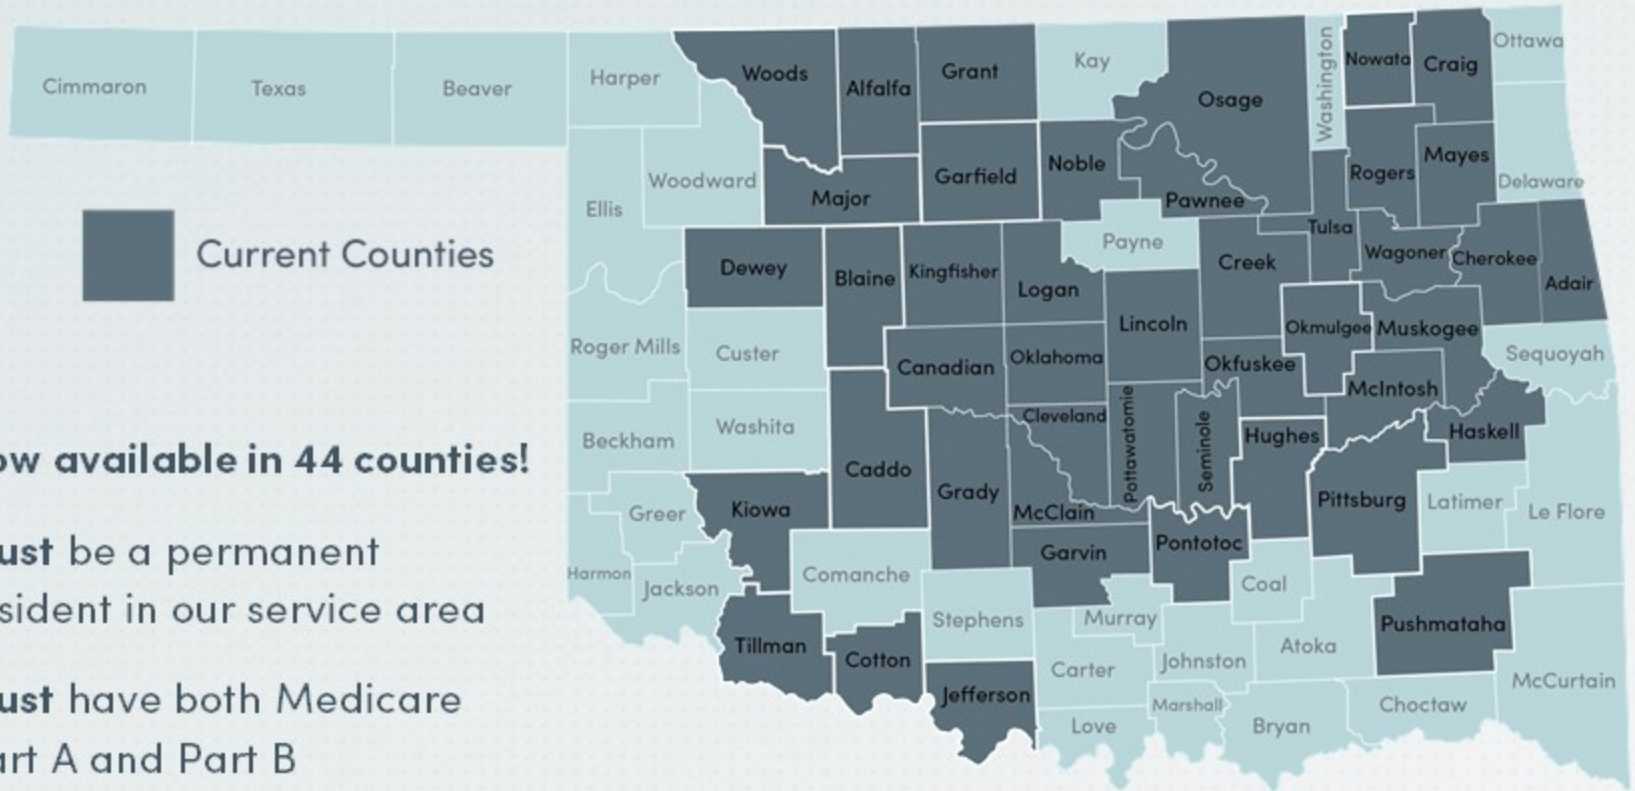 Cimmaron
Texas
Beaver
Harper
Woods
Alfalfa
Grant
Kay
Osage
Washington
Nowata
Craig
Ottawa
Woodward
Ellis
Major
Garfield
Noble
Pawnee
Rogers
Mayes
Delaware
Current Counties
Dewey
Blaine
Kingfisher
Logan
Payne
Creek
Tulsa
Wagoner
Cherokee
Adair
Roger Mills
Custer
Canadian
Oklahoma
Lincoln
Okfuskee
Okmulgee
Muskogee
McIntosh
Sequoyah
Beckham
Washita
Caddo
Grady
Cleveland
McClain
Pottawatomie
Seminole
Hughes
Pittsburg
Haskell
Latimer
Le Flore
ow available in 44 counties!
Greer
Kiowa
Harmon
Jackson
Comanche
Garvin
Pontotoc
Coal
ust be a permanent
sident in our service area
Tillman
Cotton
Stephens
Jefferson
Murray
Carter
Johnston
Atoka
Pushmataha
McCurtain
Love
Marshall
Bryan
Choctaw
ust have both Medicare
art A and Part B